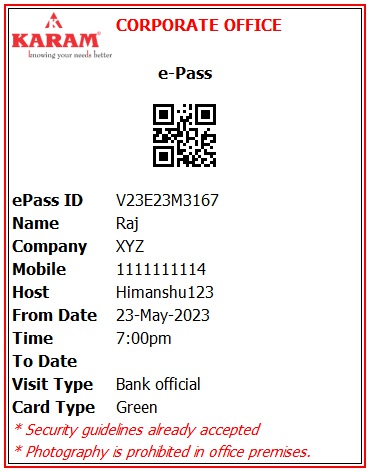 CORPORATE OFFICE
KARAM®
knowing your needs better
e-Pass
ePass ID V23E23M3167
Name Raj
Company XYZ
Mobile 1111111114
Host Himanshu123
From Date 23-May-2023
Time 7:00pm
To Date
Visit Type Bank official
Card Type Green
* Security guidelines already accepted
* Photography is prohibited in office premises.